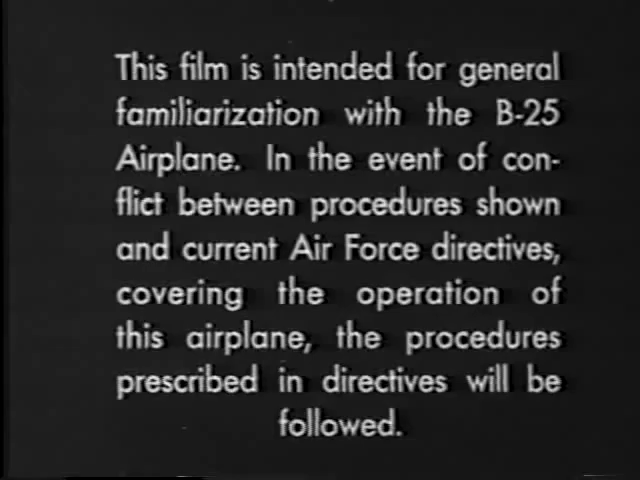 This film is intended for general
familiarization with the B-25
Airplane. In the event of con-
flict between procedures shown
and current Air Force directives,
covering the operation of
this airplane, the procedures
prescribed in directives will be
followed.